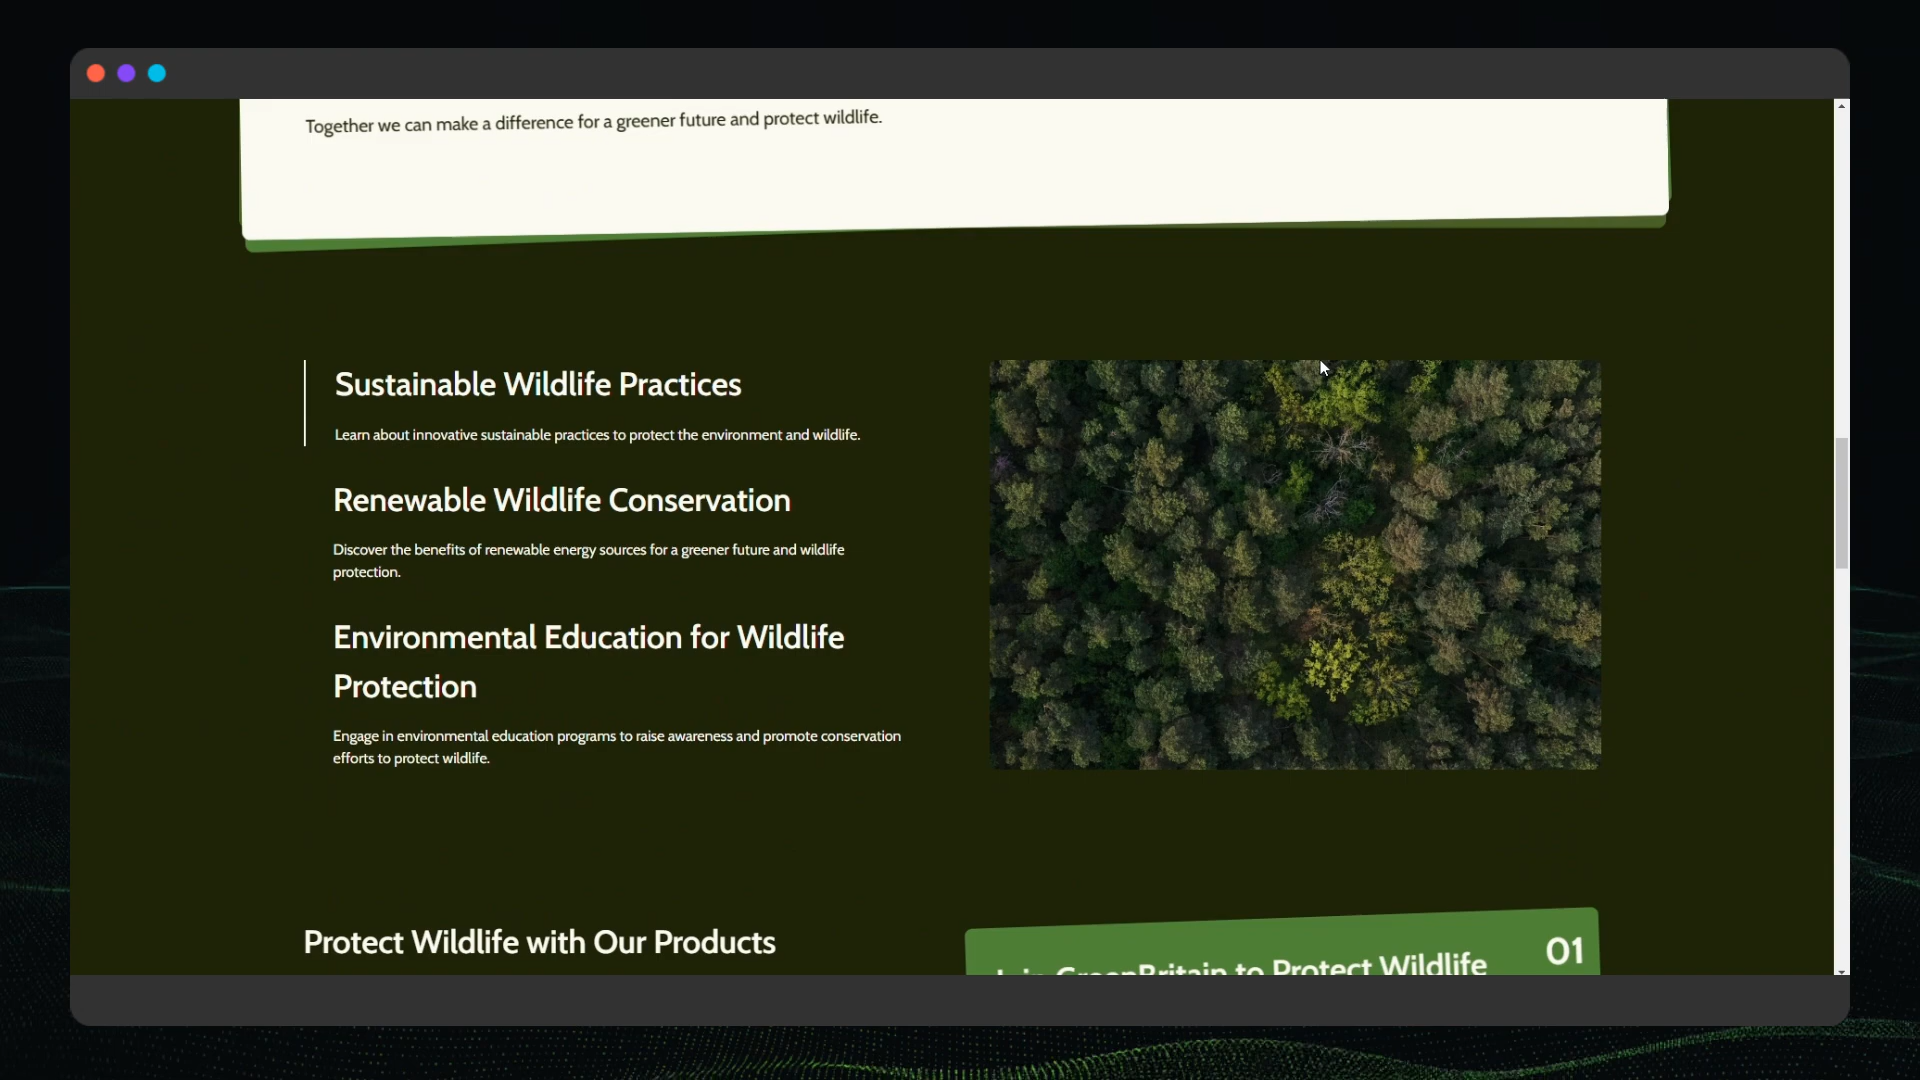 Together we can make a difference for a greener future and protect wildlife.
Sustainable Wildlife Practices
Learn about innovative sustainable practices to protect the environment and wildlife.
Renewable Wildlife Conservation
Discover the benefits of renewable energy sources for a greener future and wildlife
protection.
Environmental Education for Wildlife
Protection
Engage in environmental education programs to raise awareness and promote conservation
efforts to protect wildlife.
Protect Wildlife with Our Products
Join GreenBritain to Protect Wildlife
01